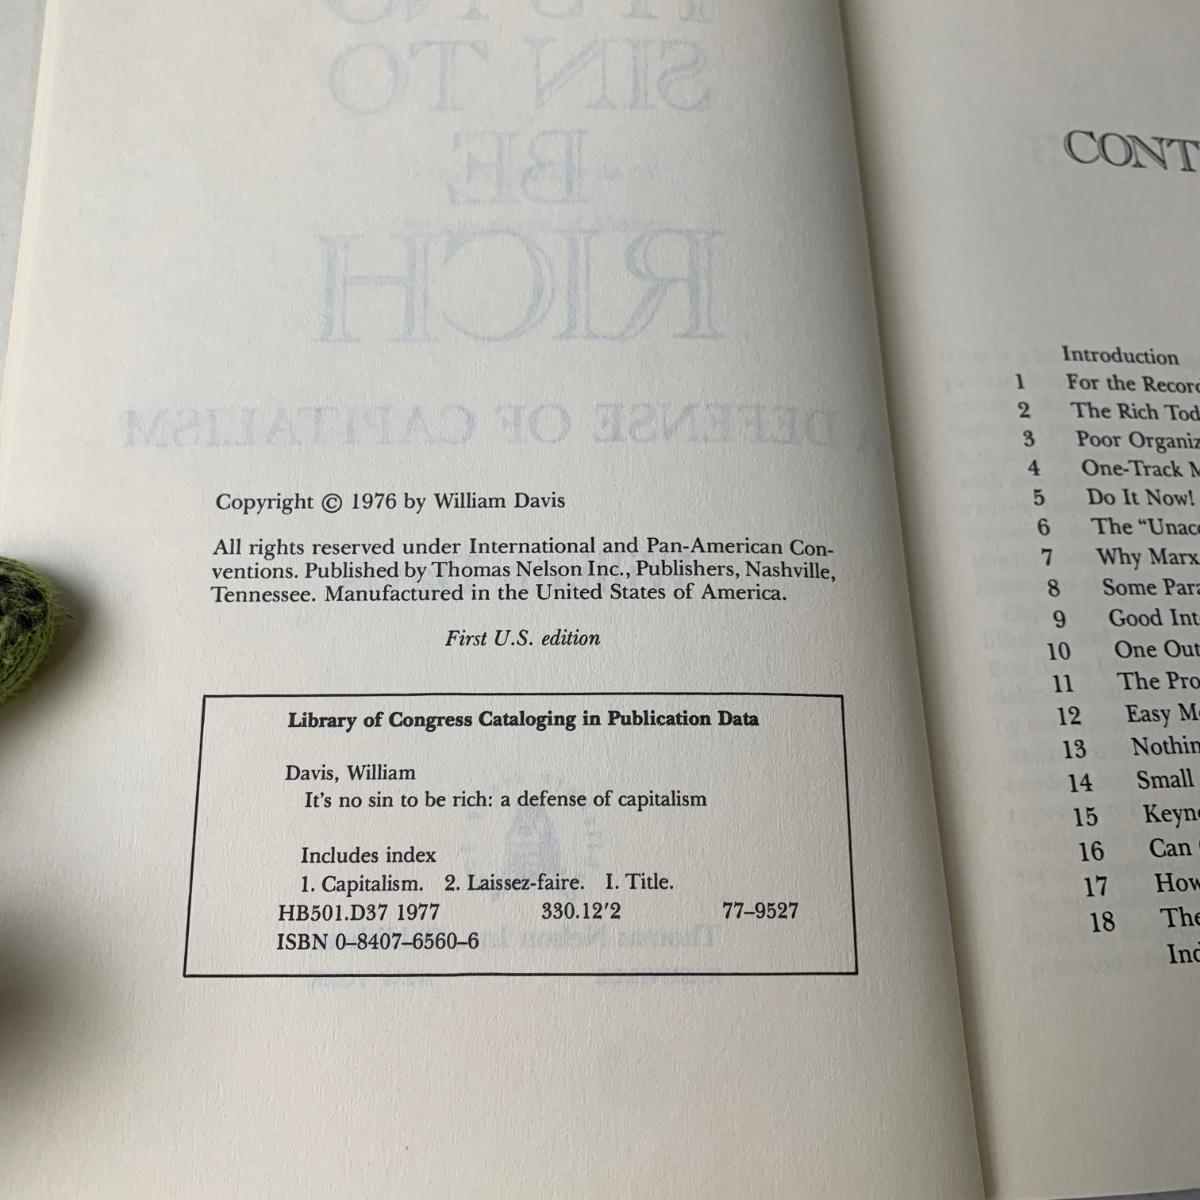 Copyright © 1976 by William Davis
All rights reserved under International and Pan-American Con-
ventions. Published by Thomas Nelson Inc., Publishers, Nashville,
Tennessee. Manufactured in the United States of America.
First U.S. edition
Library of Congress Cataloging in Publication Data
Davis, William
It's no sin to be rich: a defense of capitalism
Includes index
1. Capitalism. 2. Laissez-faire. I. Title.
HB501.D37 1977 330.12'2 77–9527
ISBN 0–8407–6560–6
CONT
Introduction
1 For the Record
2 The Rich Tod
3 Poor Organiz
4 One-Track M
5 Do It Now!
6 The “Unacc
7 Why Marx
8 Some Para
9 Good Int
10 One Out
11 The Pro
12 Easy Mo
13 Nothin
14 Small
15 Keyne
16 Can
17 How
18 The
Ind